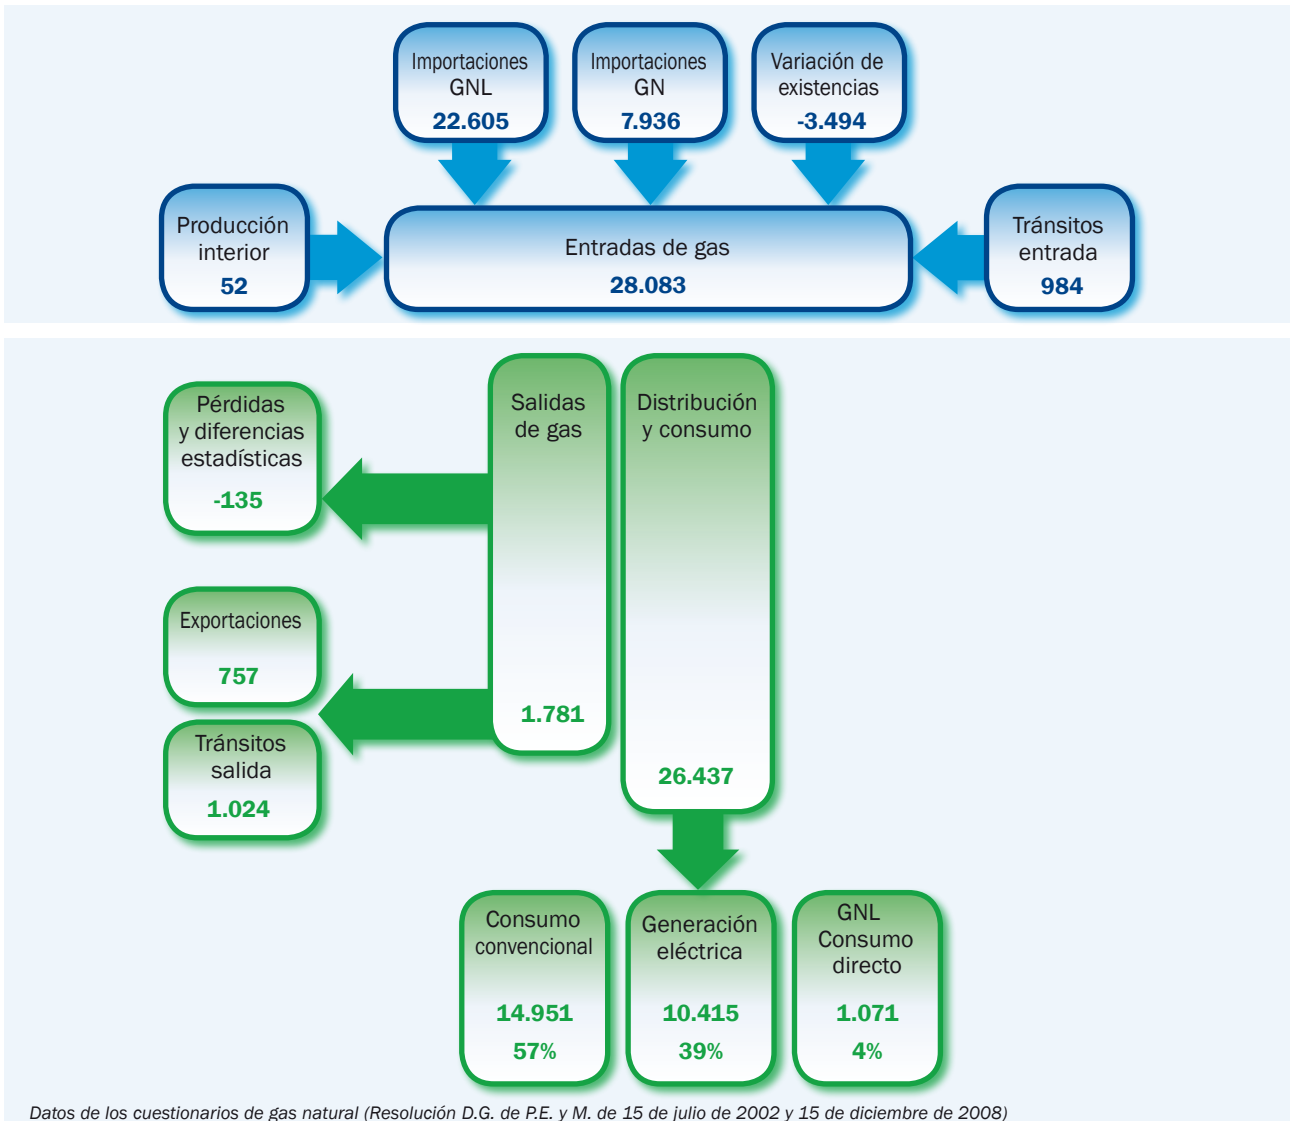 Importaciones
GNL
22.605
Importaciones
GN
7.936
Variación de
existencias
-3.494
Producción
interior
52
Entradas de gas
28.083
Tránsitos
entrada
984
Pérdidas
y diferencias
estadísticas
-135
Salidas
de gas
1.781
Distribución
y consumo
26.437
Exportaciones
757
Tránsitos
salida
1.024
Consumo
convencional
14.951
57%
Generación
eléctrica
10.415
39%
GNL
Consumo
directo
1.071
4%
Datos de los cuestionarios de gas natural (Resolución D.G. de P.E. y M. de 15 de julio de 2002 y 15 de diciembre de 2008)